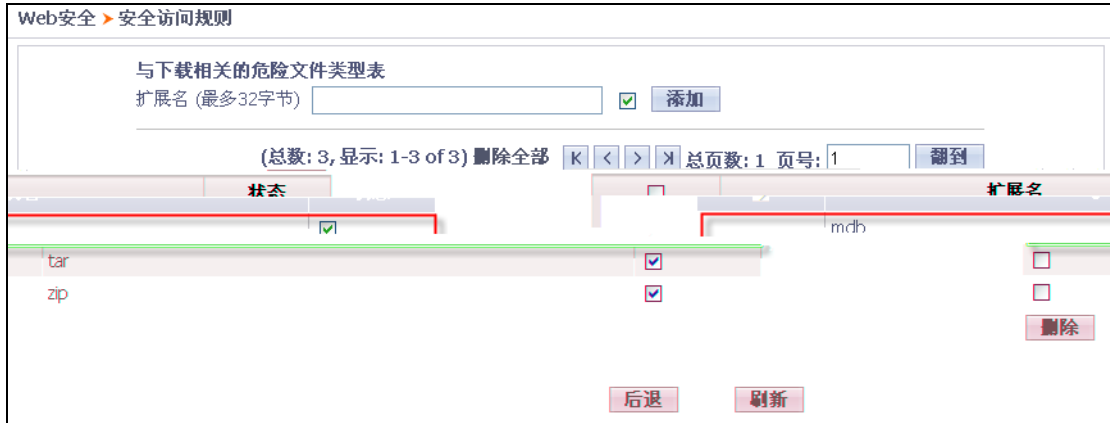 Web安全 ➤ 安全访问规则
与下载相关的危险文件类型表
扩展名 (最多32字节)
添加
(总数: 3, 显示: 1-3 of 3) 删除全部 K < > 总页数: 1 页号: 1 翻到
状态 扩展名
mdb
tar
zip
删除
后退 刷新